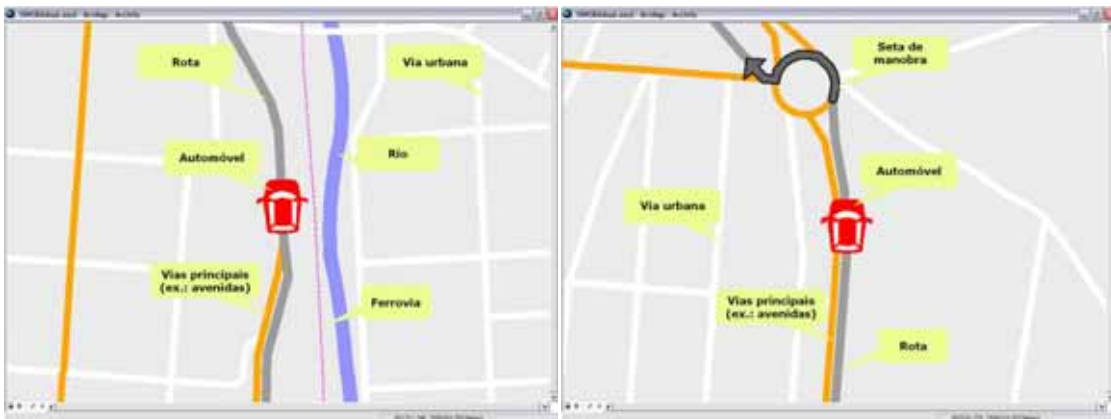 Rota
Via urbana
Automóvel
Rio
Vias principais
(ex.: avenidas)
Ferrovia
Seta de
manobra
Automóvel
Via urbana
Vias principais
(ex.: avenidas)
Rota